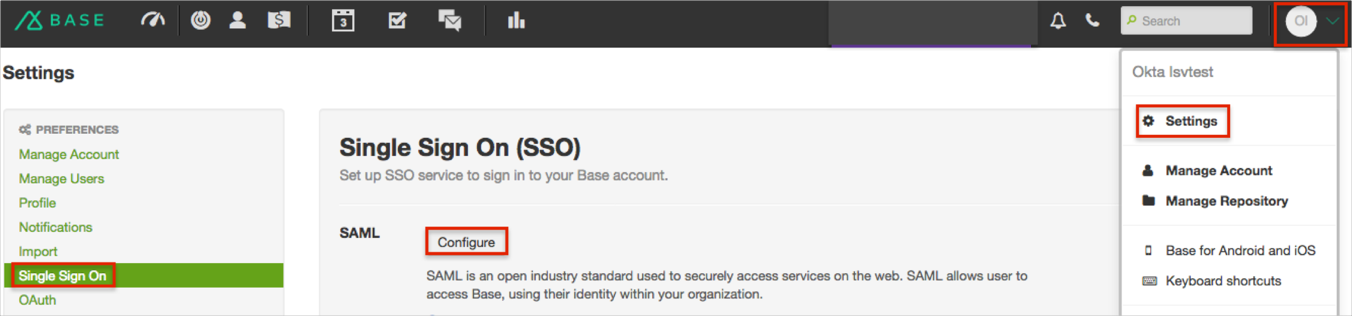 BASE
3
$
Search
OI
Settings
PREFERENCES
Manage Account
Manage Users
Profile
Notifications
Import
Single Sign On
OAuth
Single Sign On (SSO)
Set up SSO service to sign in to your Base account.
SAML
Configure
SAML is an open industry standard used to securely access services on the web. SAML allows user to
access Base, using their identity within your organization.
Okta Isvtest
Settings
Manage Account
Manage Repository
Base for Android and iOS
Keyboard shortcuts